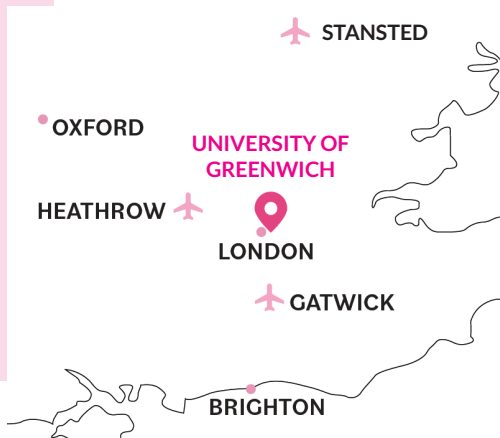 STANSTED
OXFORD
UNIVERSITY OF
GREENWICH
HEATHROW
LONDON
GATWICK
BRIGHTON